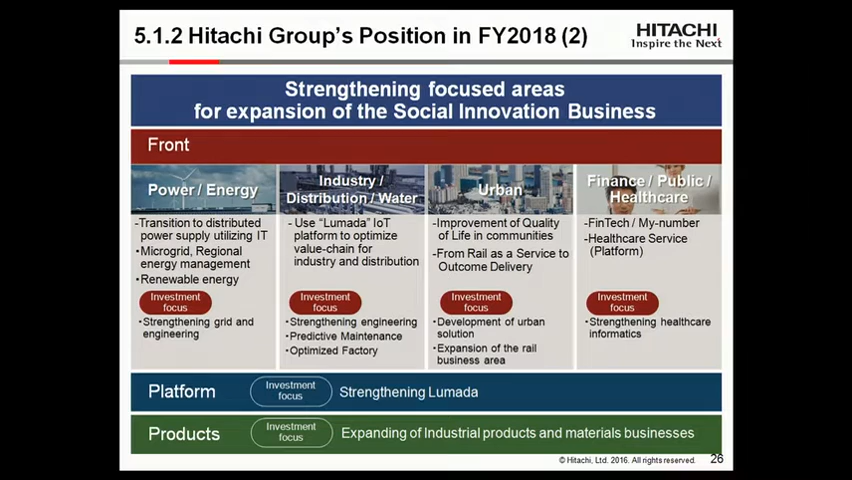 5.1.2 Hitachi Group's Position in FY2018 (2)
HITACHI
Inspire the Next
Strengthening focused areas
for expansion of the Social Innovation Business
Front
Power / Energy
-Transition to distributed
power supply utilizing IT
•Microgrid, Regional
energy management
•Renewable energy
Investment
focus
•Strengthening grid and
engineering
Industry /
Distribution / Water
- Use “Lumada” IoT
platform to optimize
value-chain for
industry and distribution
Investment
focus
•Strengthening engineering
•Predictive Maintenance
•Optimized Factory
Urban
-Improvement of Quality
of Life in communities
-From Rail as a Service to
Outcome Delivery
Investment
focus
•Development of urban
solution
•Expansion of the rail
business area
Finance / Public /
Healthcare
-FinTech / My-number
-Healthcare Service
(Platform)
Investment
focus
•Strengthening healthcare
informatics
Platform
Investment
focus
Strengthening Lumada
Products
Investment
focus
Expanding of Industrial products and materials businesses
© Hitachi, Ltd. 2016. All rights reserved.
26